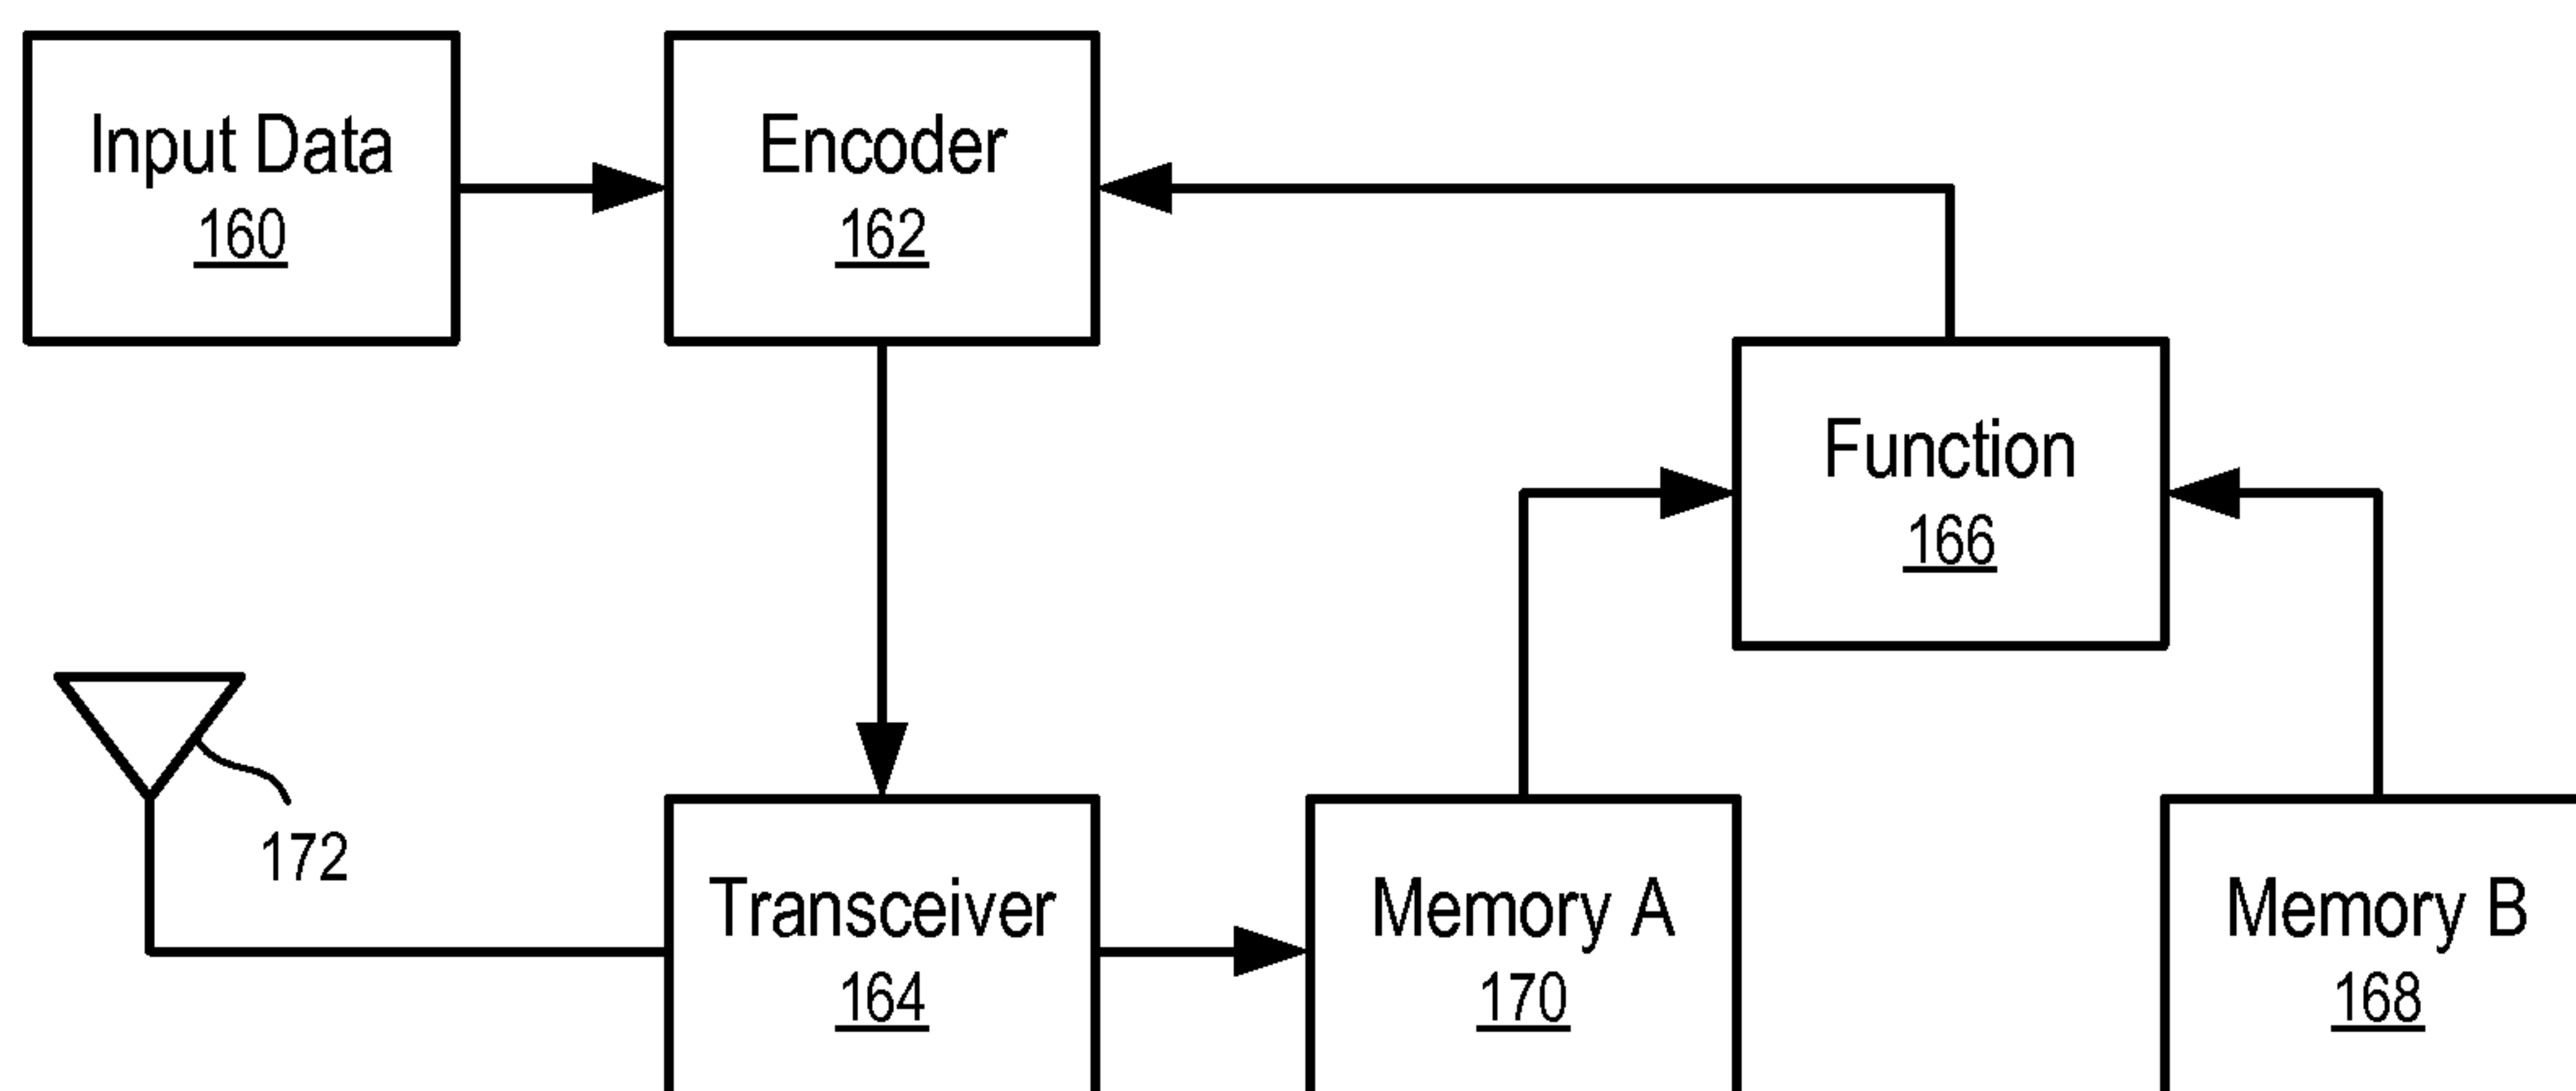 Input Data
160
Encoder
162
Function
166
172
Transceiver
164
Memory A
170
Memory B
168